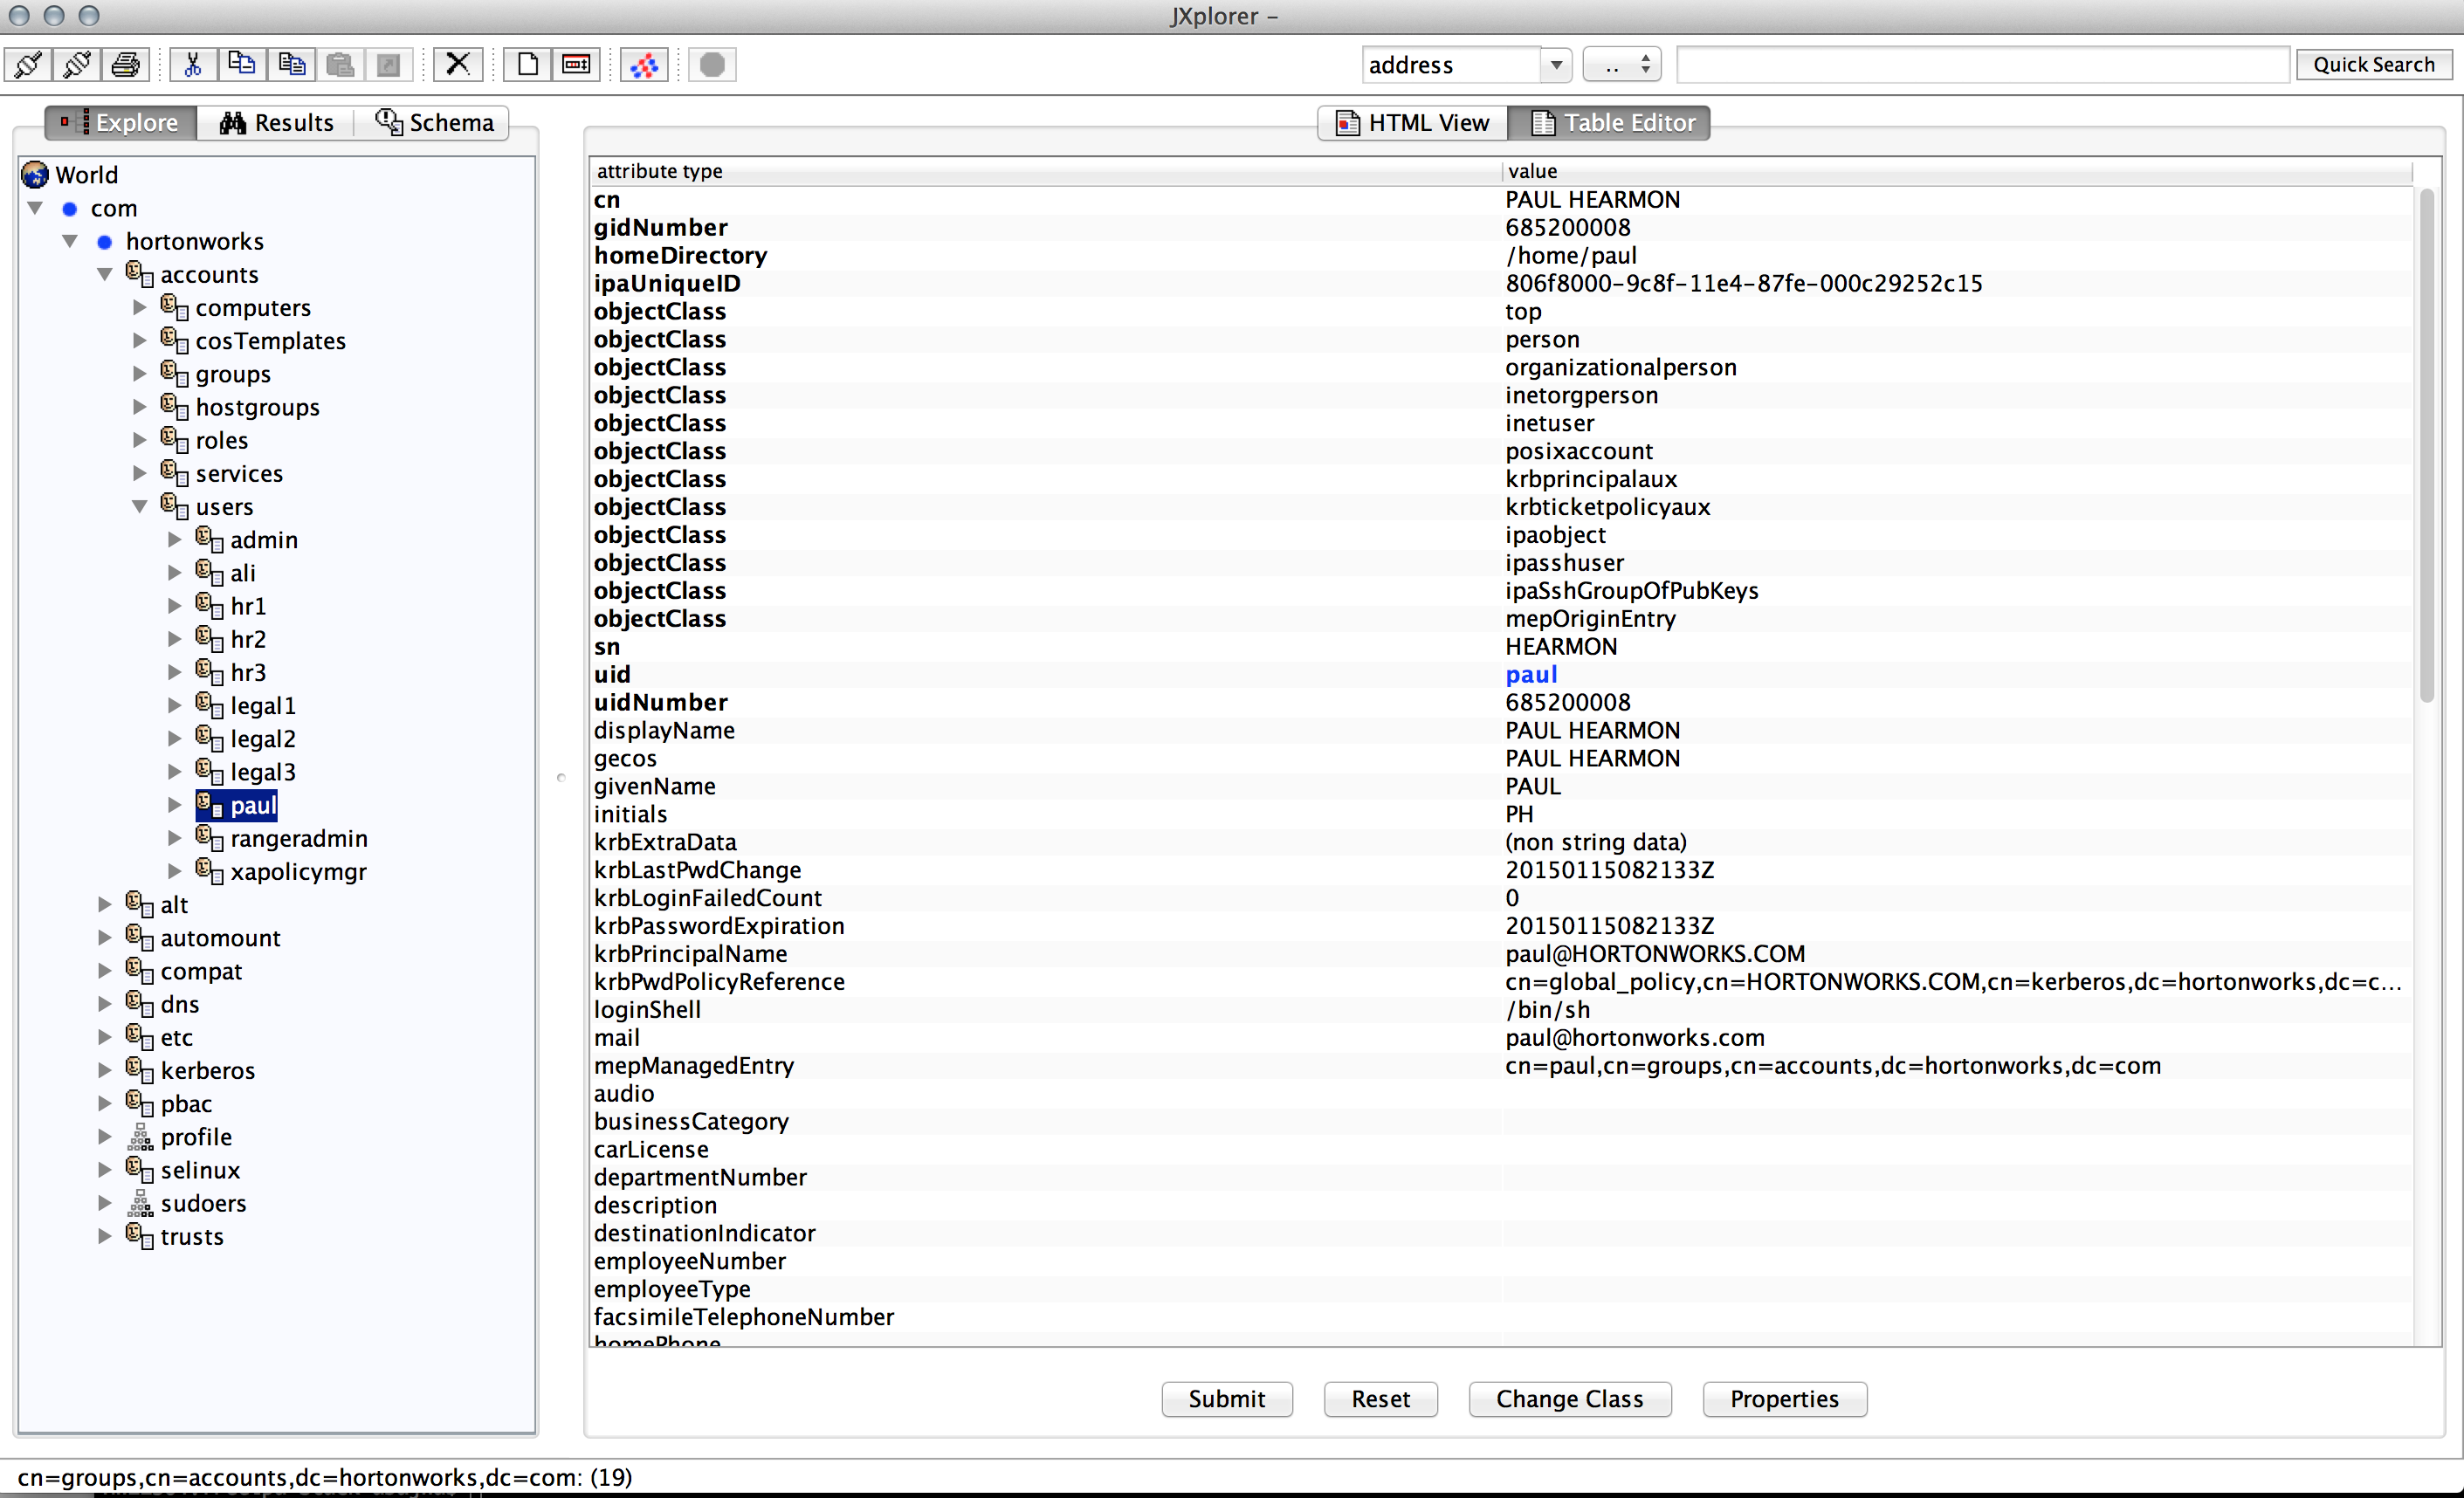 JXplorer –
address
..
Quick Search
Explore
Results
Schema
HTML View
Table Editor
World
com
hortonworks
accounts
computers
cosTemplates
groups
hostgroups
roles
services
users
admin
ali
hr1
hr2
hr3
legal1
legal2
legal3
paul
rangeradmin
xapolicymgr
alt
automount
compat
dns
etc
kerberos
pbac
profile
selinux
sudoers
trusts
attribute type value
cn PAUL HEARMON
gidNumber 685200008
homeDirectory /home/paul
ipaUniqueID 806f8000-9c8f-11e4-87fe-000c29252c15
objectClass top
objectClass person
objectClass organizationalperson
objectClass inetorgperson
objectClass inetuser
objectClass posixaccount
objectClass krbprincipalaux
objectClass krbticketpolicyaux
objectClass ipaobject
objectClass ipasshuser
objectClass ipaSshGroupOfPubKeys
objectClass mepOriginEntry
sn HEARMON
uid paul
uidNumber 685200008
displayName PAUL HEARMON
gecos PAUL HEARMON
givenName PAUL
initials PH
krbExtraData (non string data)
krbLastPwdChange 20150115082133Z
krbLoginFailedCount 0
krbPasswordExpiration 20150115082133Z
krbPrincipalName paul@HORTONWORKS.COM
krbPwdPolicyReference cn=global_policy,cn=HORTONWORKS.COM,cn=kerberos,dc=hortonworks,dc=c...
loginShell /bin/sh
mail paul@hortonworks.com
mepManagedEntry cn=paul,cn=groups,cn=accounts,dc=hortonworks,dc=com
audio
businessCategory
carLicense
departmentNumber
description
destinationIndicator
employeeNumber
employeeType
facsimileTelephoneNumber
homePhone
Submit
Reset
Change Class
Properties
cn=groups,cn=accounts,dc=hortonworks,dc=com: (19)